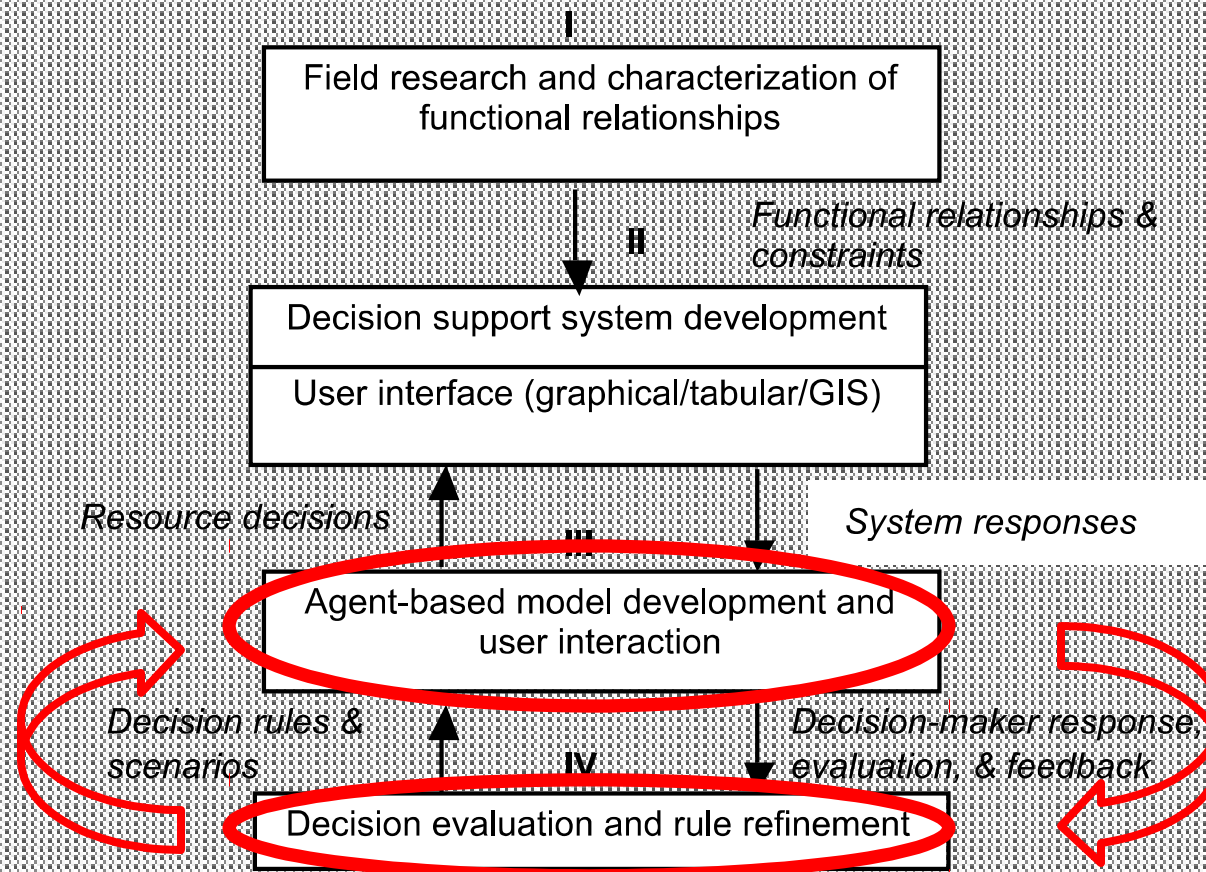 I
Field research and characterization of
functional relationships
II
Functional relationships &
constraints
Decision support system development
User interface (graphical/tabular/GIS)
Resource decisions
System responses
III
Agent-based model development and
user interaction
Decision rules &
scenarios
Decision-maker response,
evaluation, & feedback
IV
Decision evaluation and rule refinement